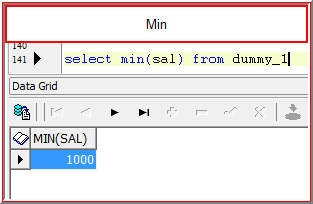 Min
140
141 select min(sal) from dummy_1
Data Grid
MIN(SAL)
1000